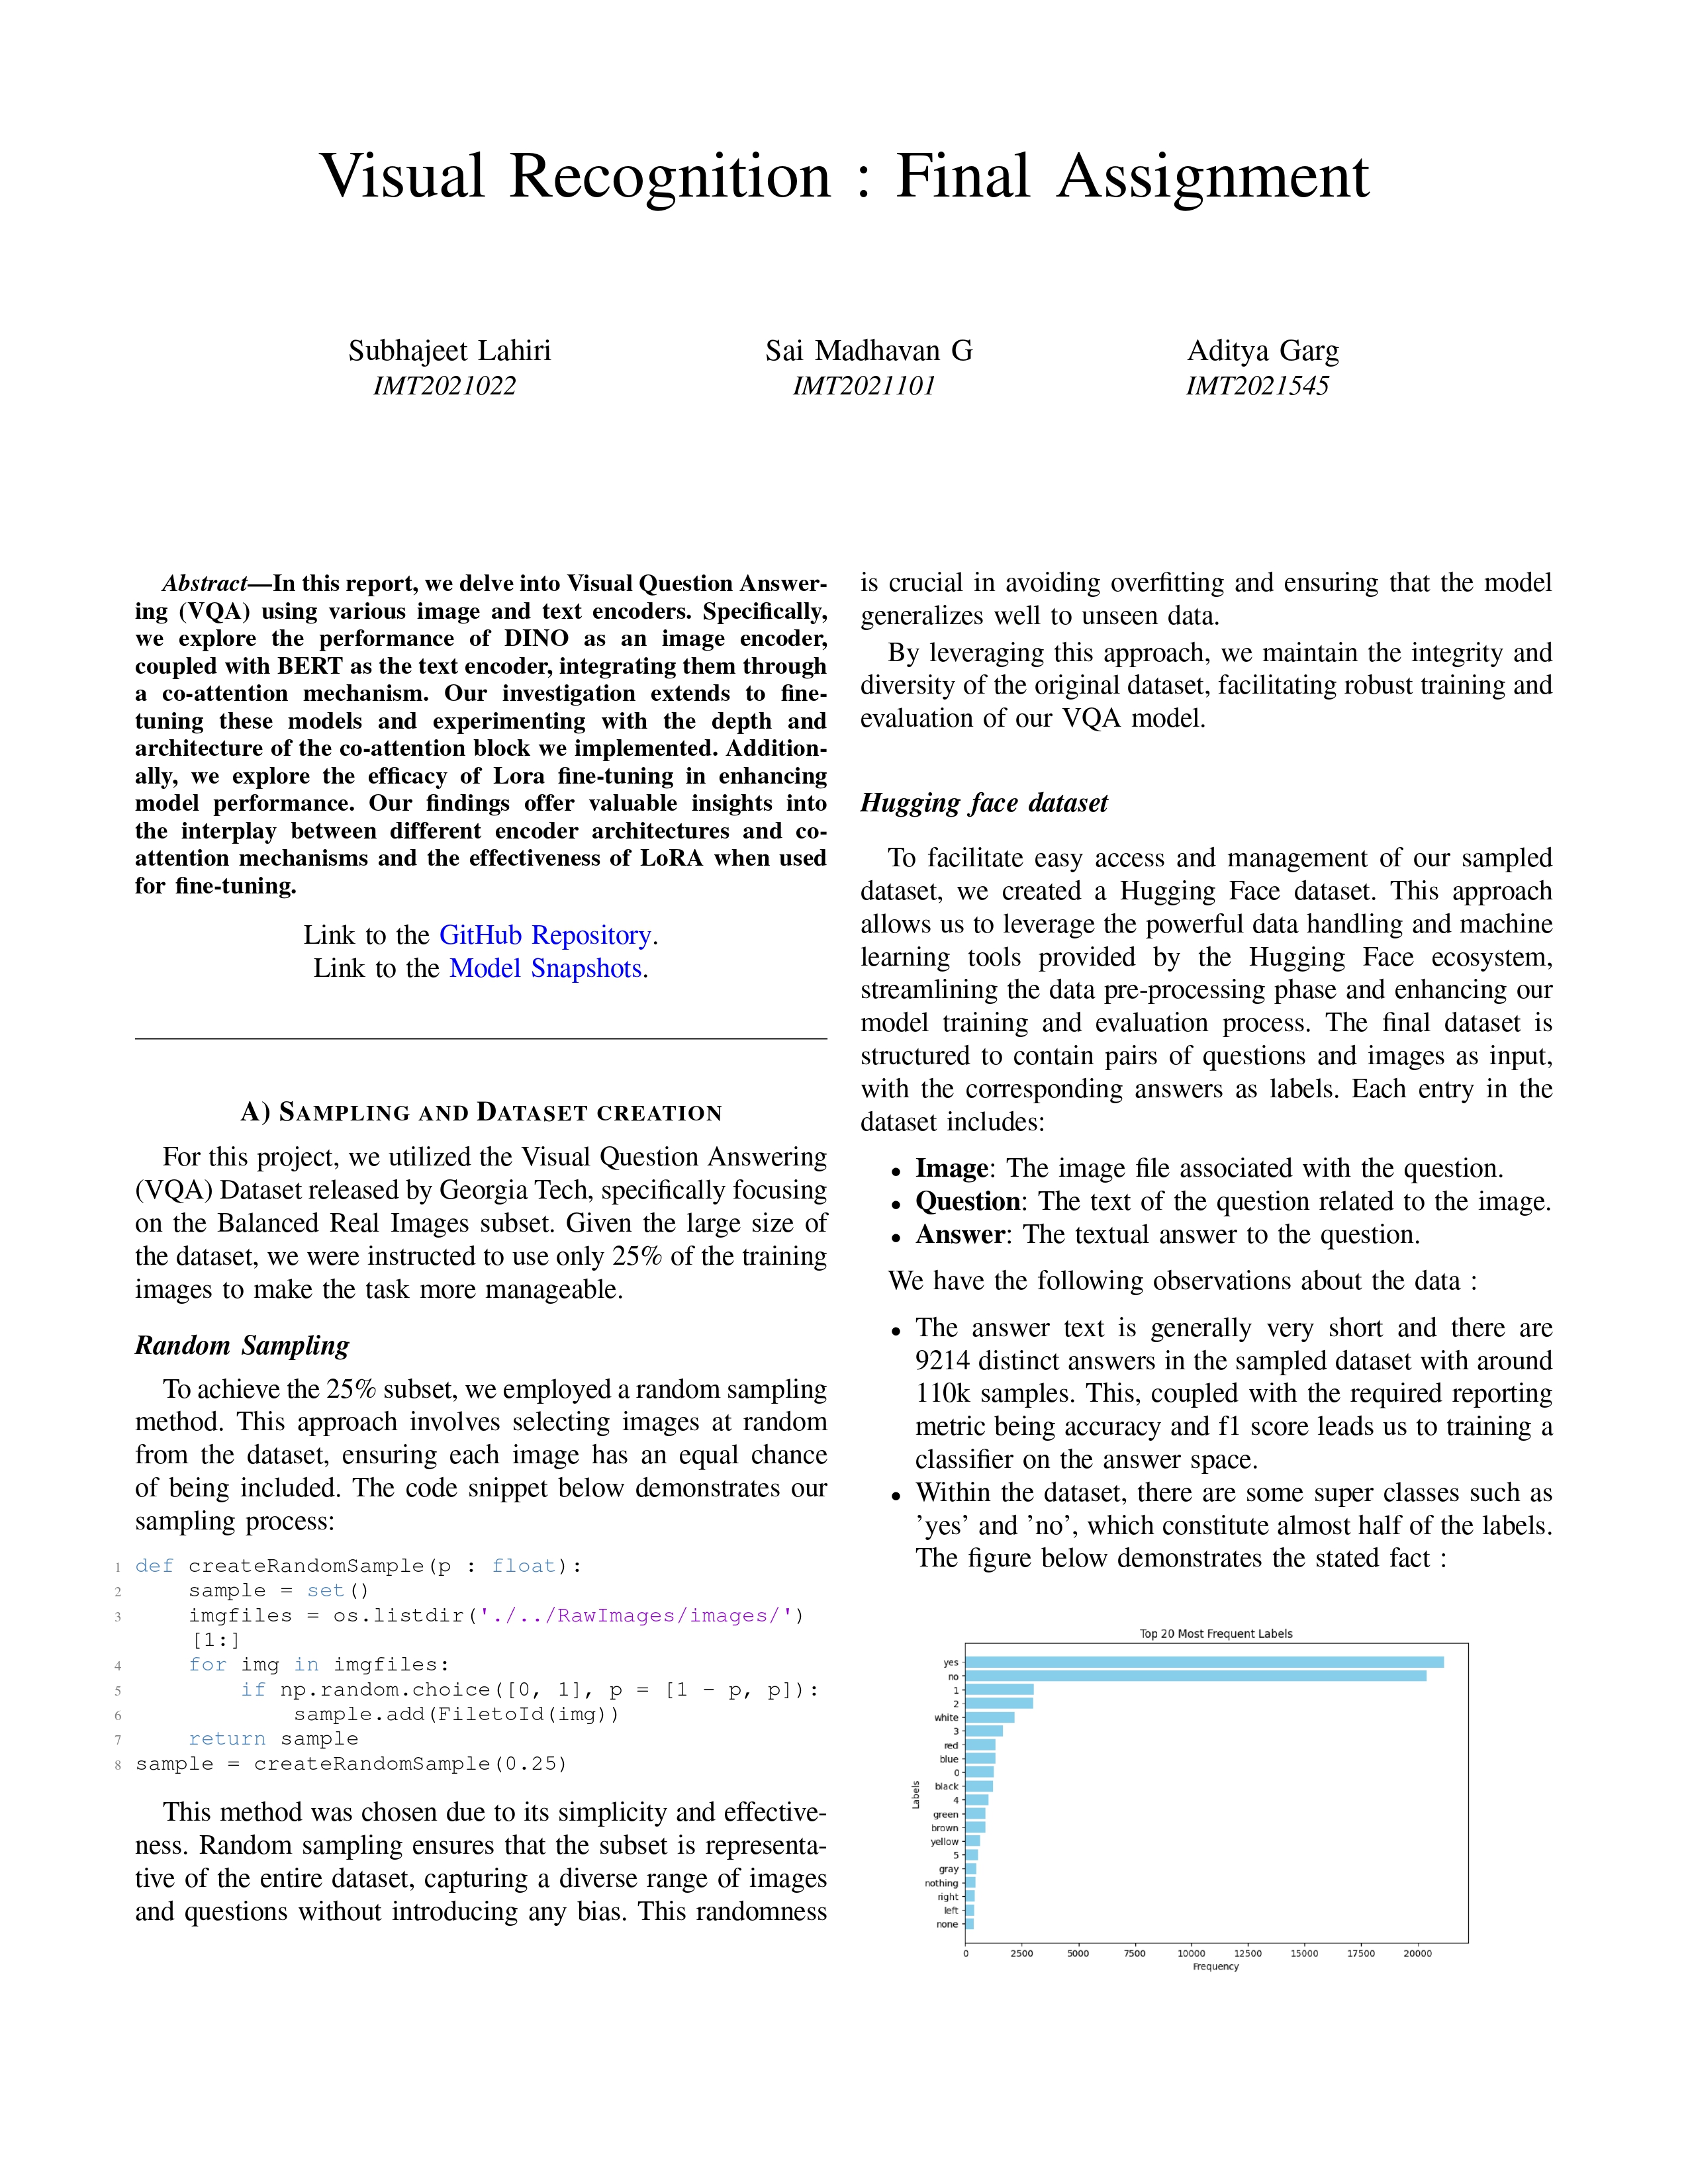 Visual Recognition : Final Assignment
Subhajeet Lahiri
IMT2021022
Sai Madhavan G
IMT2021101
Aditya Garg
IMT2021545
Abstract—In this report, we delve into Visual Question Answer-
ing (VQA) using various image and text encoders. Specifically,
we explore the performance of DINO as an image encoder,
coupled with BERT as the text encoder, integrating them through
a co-attention mechanism. Our investigation extends to fine-
tuning these models and experimenting with the depth and
architecture of the co-attention block we implemented. Addition-
ally, we explore the efficacy of Lora fine-tuning in enhancing
model performance. Our findings offer valuable insights into
the interplay between different encoder architectures and co-
attention mechanisms and the effectiveness of LoRA when used
for fine-tuning.
Link to the GitHub Repository.
Link to the Model Snapshots.
A) SAMPLING AND DATASET CREATION
For this project, we utilized the Visual Question Answering
(VQA) Dataset released by Georgia Tech, specifically focusing
on the Balanced Real Images subset. Given the large size of
the dataset, we were instructed to use only 25% of the training
images to make the task more manageable.
Random Sampling
To achieve the 25% subset, we employed a random sampling
method. This approach involves selecting images at random
from the dataset, ensuring each image has an equal chance
of being included. The code snippet below demonstrates our
sampling process:
1 def createRandomSample(p : float):
2 sample = set()
3 imgfiles = os.listdir('./../RawImages/images/')
[1:]
4 for img in imgfiles:
5 if np.random.choice([0, 1], p = [1 - p, p]):
6 sample.add(FiletoId(img))
7 return sample
8 sample = createRandomSample(0.25)
This method was chosen due to its simplicity and effective-
ness. Random sampling ensures that the subset is representa-
tive of the entire dataset, capturing a diverse range of images
and questions without introducing any bias. This randomness
is crucial in avoiding overfitting and ensuring that the model
generalizes well to unseen data.
By leveraging this approach, we maintain the integrity and
diversity of the original dataset, facilitating robust training and
evaluation of our VQA model.
Hugging face dataset
To facilitate easy access and management of our sampled
dataset, we created a Hugging Face dataset. This approach
allows us to leverage the powerful data handling and machine
learning tools provided by the Hugging Face ecosystem,
streamlining the data pre-processing phase and enhancing our
model training and evaluation process. The final dataset is
structured to contain pairs of questions and images as input,
with the corresponding answers as labels. Each entry in the
dataset includes:
• Image: The image file associated with the question.
• Question: The text of the question related to the image.
• Answer: The textual answer to the question.
We have the following observations about the data :
• The answer text is generally very short and there are
9214 distinct answers in the sampled dataset with around
110k samples. This, coupled with the required reporting
metric being accuracy and f1 score leads us to training a
classifier on the answer space.
• Within the dataset, there are some super classes such as
'yes' and 'no', which constitute almost half of the labels.
The figure below demonstrates the stated fact :
Top 20 Most Frequent Labels
Labels
yes
no
1
2
white
3
red
blue
0
black
4
green
brown
yellow
5
gray
nothing
right
left
none
0 2500 5000 7500 10000 12500 15000 17500 20000
Frequency